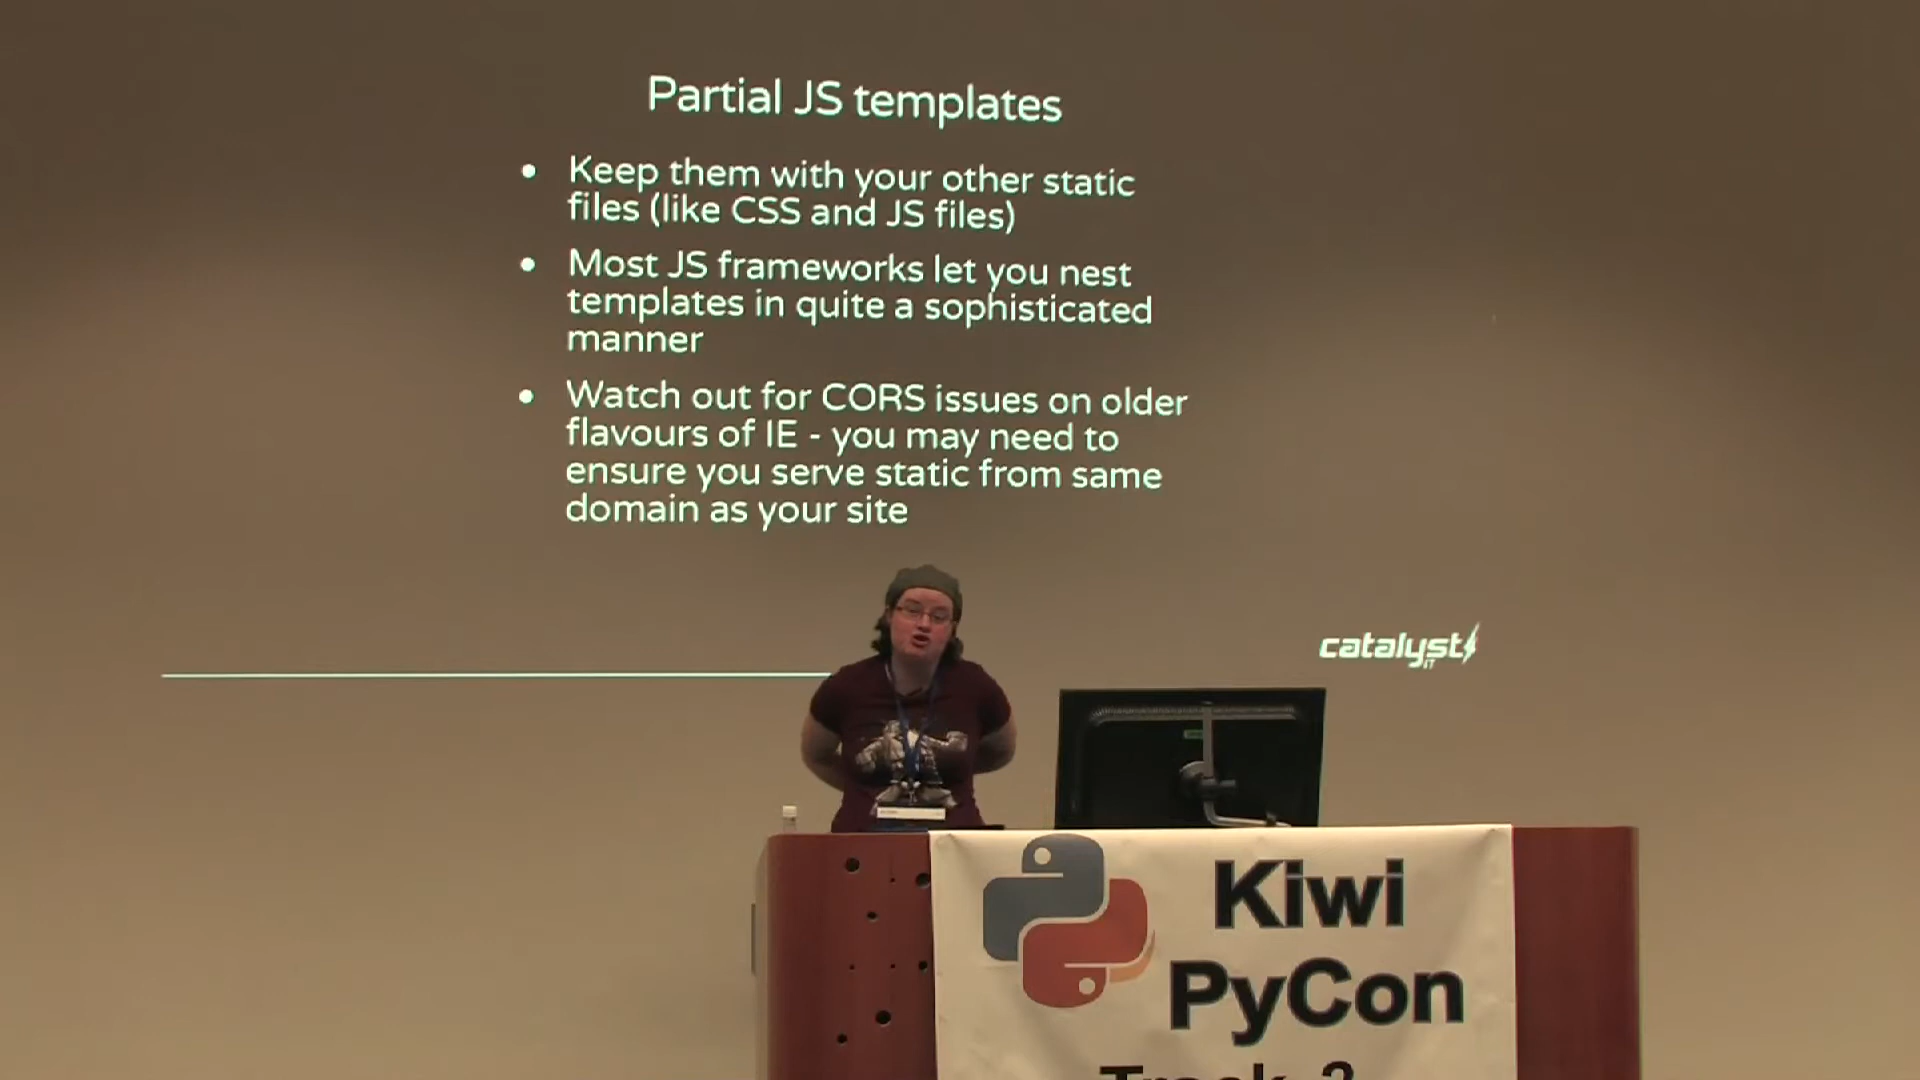 Partial JS templates
• Keep them with your other static
files (like CSS and JS files)
• Most JS frameworks let you nest
templates in quite a sophisticated
manner
• Watch out for CORS issues on older
flavours of IE - you may need to
ensure you serve static from same
domain as your site
catalyst
IT
Kiwi
PyCon